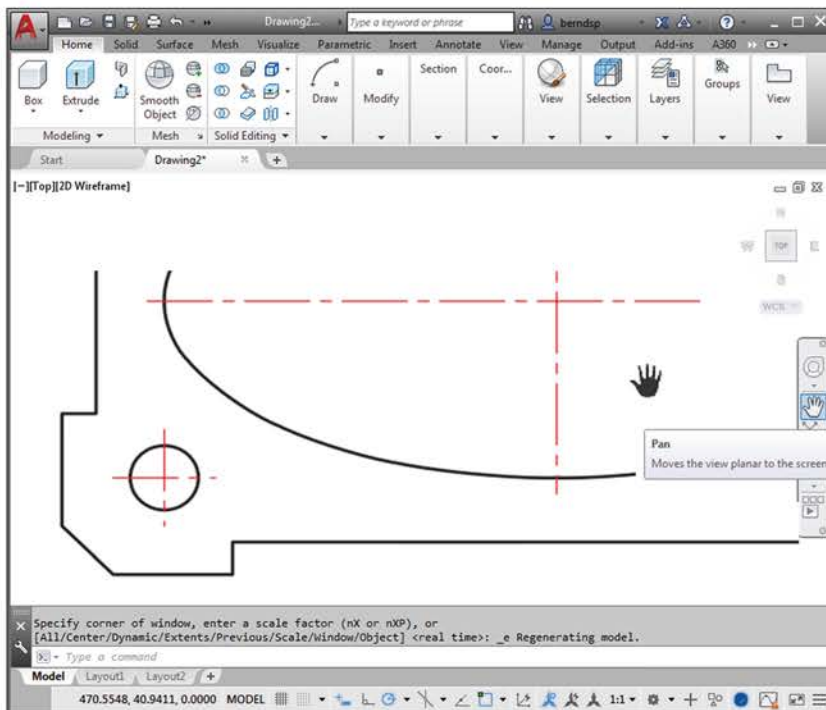 Drawing2... Type a keyword or phrase berndsp
Home Solid Surface Mesh Visualize Parametric Insert Annotate View Manage Output Add-ins A360
Box Extrude Smooth Object Draw Modify Section Coor... View Selection Layers Groups View
Modeling Mesh Solid Editing
Start Drawing2*
[−][Top][2D Wireframe]
N
W TOP E
S
WCS
Pan
Moves the view planar to the screen
Specify corner of window, enter a scale factor (nX or nXP), or
[All/Center/Dynamic/Extents/Previous/Scale/Window/Object] <real time>: _e Regenerating model.
Type a command
Model Layout1 Layout2 +
470.5548, 40.9411, 0.0000 MODEL 1:1